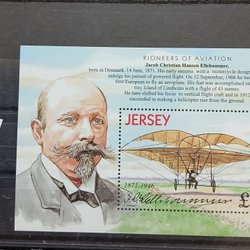 PIONEERS OF AVIATION
Jacob Christian Hansen Ellehammer,
born in Denmark, 14 June, 1871. His early success with a motorcycle desig
indulge his pursuit of powered flight. On 12 September, 1906 he bec
first European to fly an aeroplane. His feat was accomplished on
tiny Island of Lindholm with a flight of 42 metres.
He later shifted his focus to vertical flight craft and in 1912
succeeded in making a helicopter rise from the ground.
JERSEY
1871-1946
£